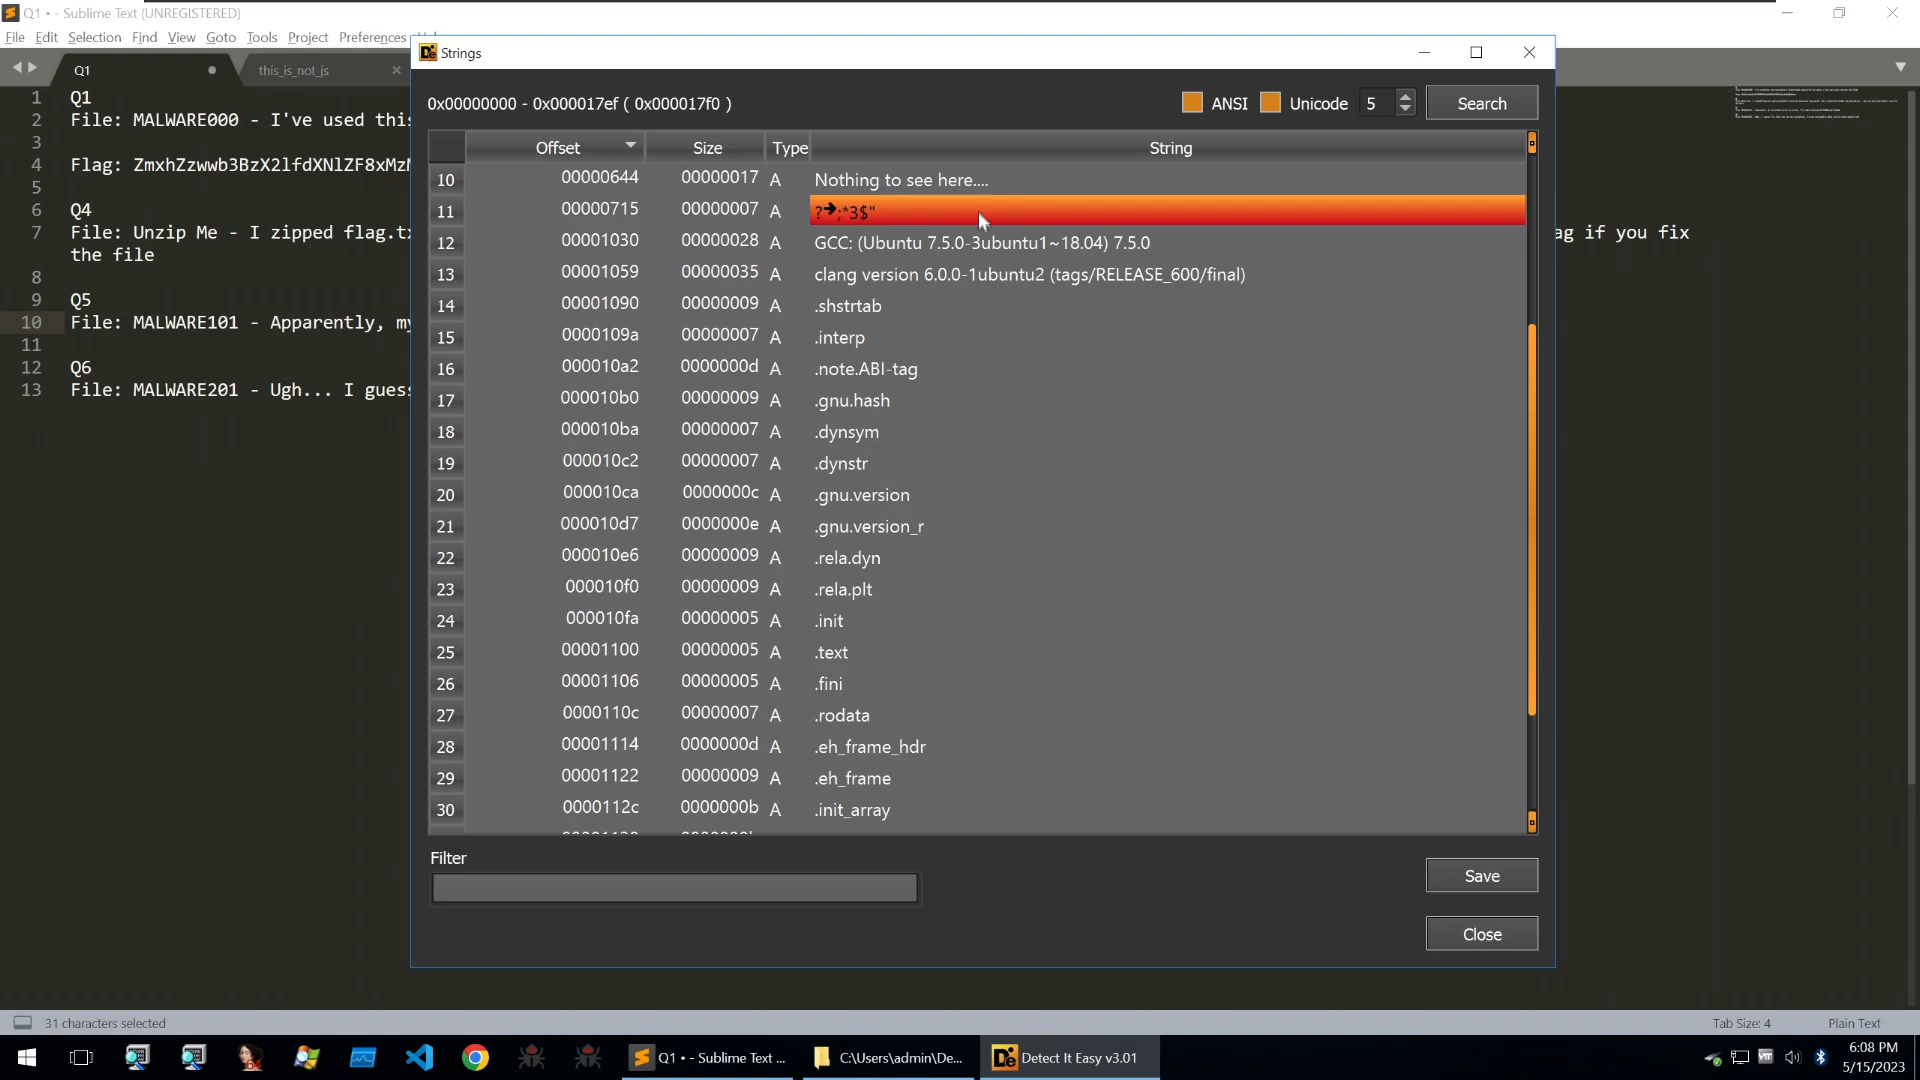 Q1 • - Sublime Text (UNREGISTERED)
File Edit Selection Find View Goto Tools Project Preferences
Q1
this_is_not_js
1 Q1
2 File: MALWARE000 - I've used this
3
4 Flag: ZmxhZzwwb3BzX2lfdXNlZF8xMzM
5
6 Q4
7 File: Unzip Me - I zipped flag.tx
ag if you fix
the file
8
9 Q5
10 File: MALWARE101 - Apparently, my
11
12 Q6
13 File: MALWARE201 - Ugh... I guess
Strings
0x00000000 - 0x000017ef ( 0x000017f0 )
ANSI Unicode 5 Search
Offset Size Type String
10 00000644 00000017 A Nothing to see here....
11 00000715 00000007 A ?➔;*3$"
12 00001030 00000028 A GCC: (Ubuntu 7.5.0-3ubuntu1~18.04) 7.5.0
13 00001059 00000035 A clang version 6.0.0-1ubuntu2 (tags/RELEASE_600/final)
14 00001090 00000009 A .shstrtab
15 0000109a 00000007 A .interp
16 000010a2 0000000d A .note.ABI-tag
17 000010b0 00000009 A .gnu.hash
18 000010ba 00000007 A .dynsym
19 000010c2 00000007 A .dynstr
20 000010ca 0000000c A .gnu.version
21 000010d7 0000000e A .gnu.version_r
22 000010e6 00000009 A .rela.dyn
23 000010f0 00000009 A .rela.plt
24 000010fa 00000005 A .init
25 00001100 00000005 A .text
26 00001106 00000005 A .fini
27 0000110c 00000007 A .rodata
28 00001114 0000000d A .eh_frame_hdr
29 00001122 00000009 A .eh_frame
30 0000112c 0000000b A .init_array
Filter
Save
Close
31 characters selected
Tab Size: 4
Plain Text
Q1 • - Sublime Text ...
C:\Users\admin\De...
Detect It Easy v3.01
6:08 PM
5/15/2023